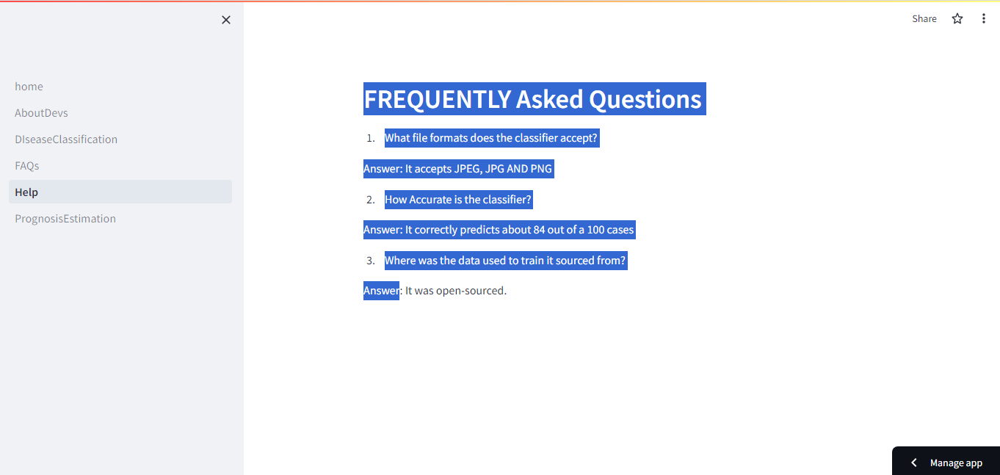 Share
home
AboutDevs
DIseaseClassification
FAQs
Help
PrognosisEstimation
FREQUENTLY Asked Questions
1. What file formats does the classifier accept?
Answer: It accepts JPEG, JPG AND PNG
2. How Accurate is the classifier?
Answer: It correctly predicts about 84 out of a 100 cases
3. Where was the data used to train it sourced from?
Answer: It was open-sourced.
Manage app